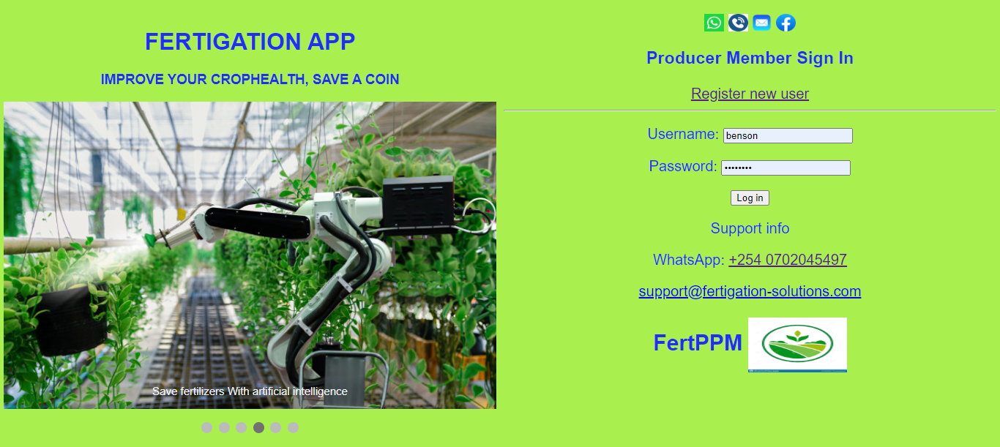 FERTIGATION APP
IMPROVE YOUR CROPHEALTH, SAVE A COIN
Save fertilizers With artificial intelligence
Producer Member Sign In
Register new user
Username: benson
Password: ••••••••
Log in
Support info
WhatsApp: +254 0702045497
support@fertigation-solutions.com
FertPPM